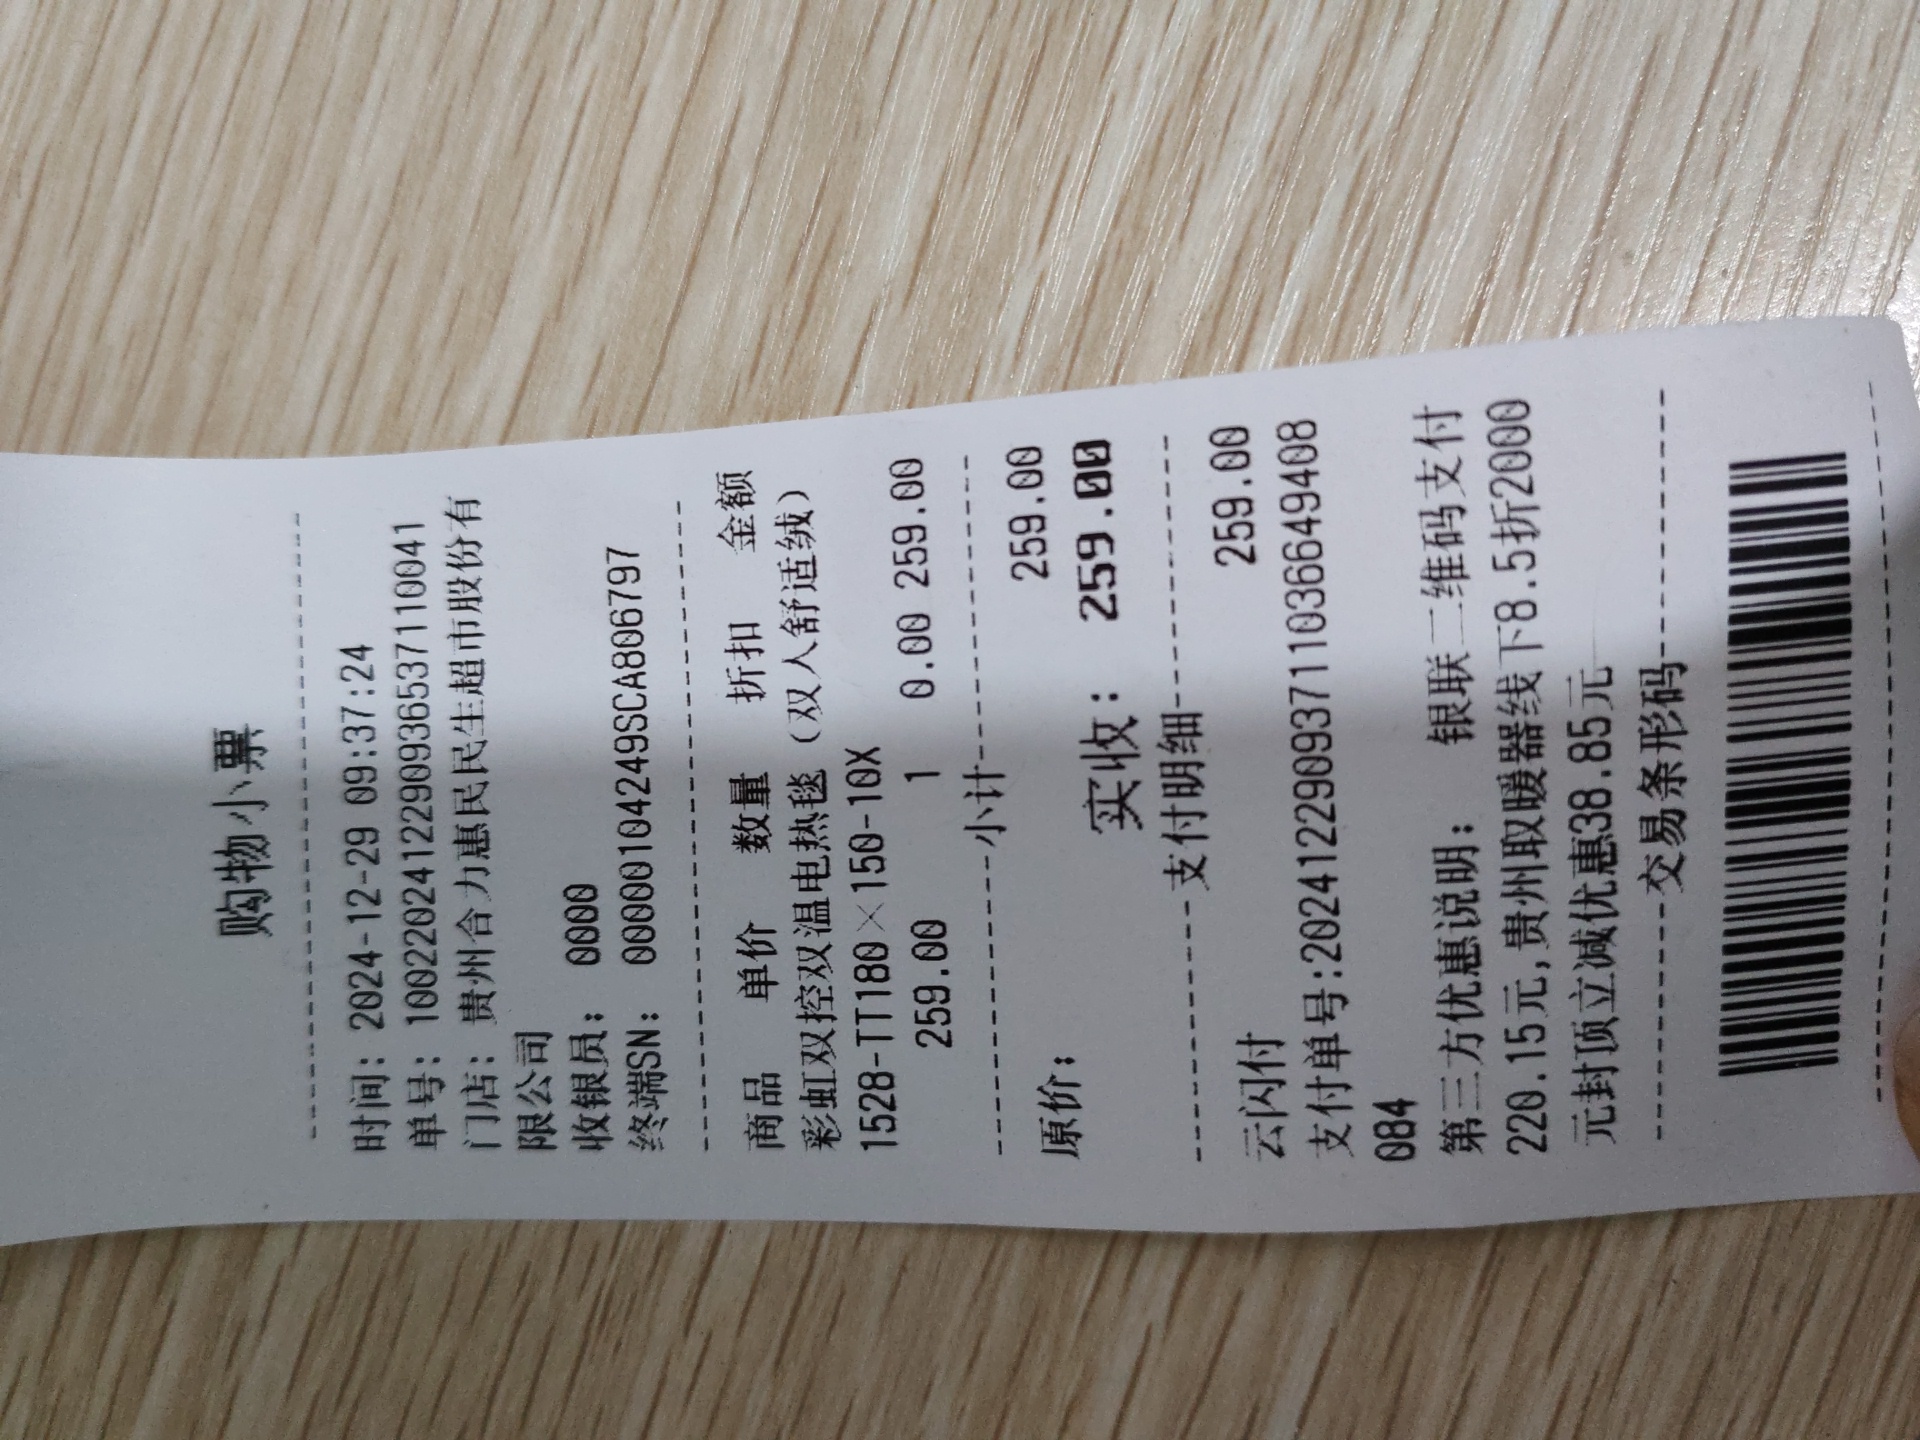 购物小票
时间: 2024-12-29 09:37:24
单号: 100220241229093653711​0041
门店: 贵州合力惠民民生超市股份有
限公司
收银员: 0000
终端SN: 00000104249SCA806797
商品 单价 数量 折扣 金额
彩虹双控双温电热毯（双人舒适绒）
1528-TT180×150-10X
259.00 1 0.00 259.00
小计
原价: 259.00
实收: 259.00
支付明细
云闪付 259.00
支付单号:20241229093711036649408
084
第三方优惠说明: 银联二维码支付
220.15元,贵州取暖器线下8.5折2000
元封顶立减优惠38.85元
交易条形码